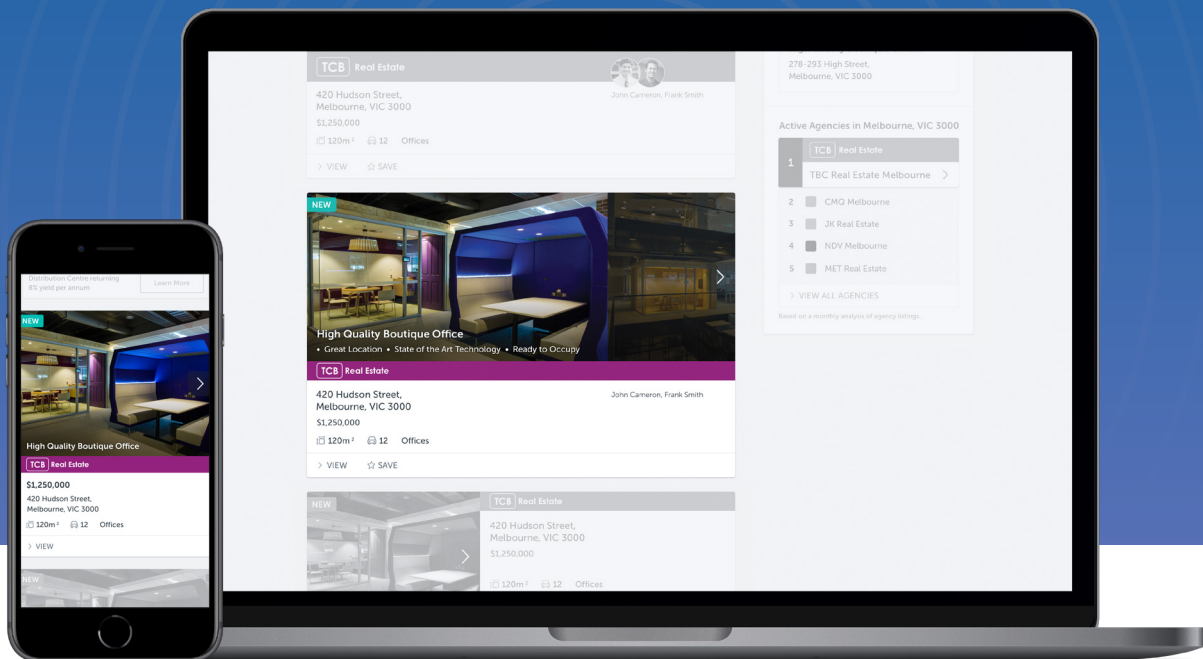 TCB Real Estate
420 Hudson Street,
Melbourne, VIC 3000
$1,250,000
120m² 12 Offices
> VIEW ☆ SAVE
John Cameron, Frank Smith
278-293 High Street,
Melbourne, VIC 3000
Active Agencies in Melbourne, VIC 3000
1
TCB Real Estate
TBC Real Estate Melbourne >
2 CMQ Melbourne
3 JK Real Estate
4 NDV Melbourne
5 MET Real Estate
> VIEW ALL AGENCIES
Based on a monthly analysis of agency listings.
NEW
High Quality Boutique Office
• Great Location • State of the Art Technology • Ready to Occupy
TCB Real Estate
420 Hudson Street,
Melbourne, VIC 3000
John Cameron, Frank Smith
$1,250,000
120m² 12 Offices
> VIEW ☆ SAVE
NEW
TCB Real Estate
420 Hudson Street,
Melbourne, VIC 3000
$1,250,000
120m² 12 Offices
Distribution Centre returning
8% yield per annum
Learn More
NEW
High Quality Boutique Office
TCB Real Estate
$1,250,000
420 Hudson Street,
Melbourne, VIC 3000
120m² 12 Offices
> VIEW
NEW